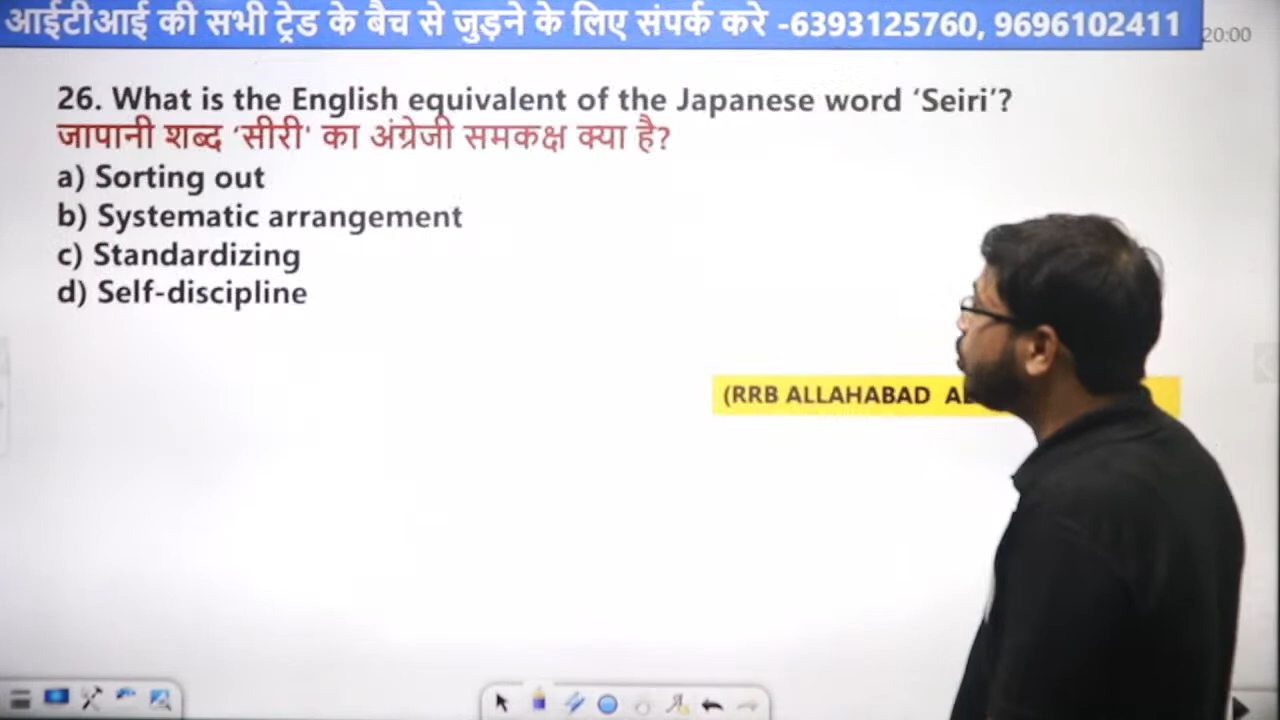 आईटीआई की सभी ट्रेड के बैच से जुड़ने के लिए संपर्क करे -6393125760, 9696102411
20:00
26. What is the English equivalent of the Japanese word ‘Seiri’?
जापानी शब्द ‘सीरी' का अंग्रेजी समकक्ष क्या है?
a) Sorting out
b) Systematic arrangement
c) Standardizing
d) Self-discipline
(RRB ALLAHABAD